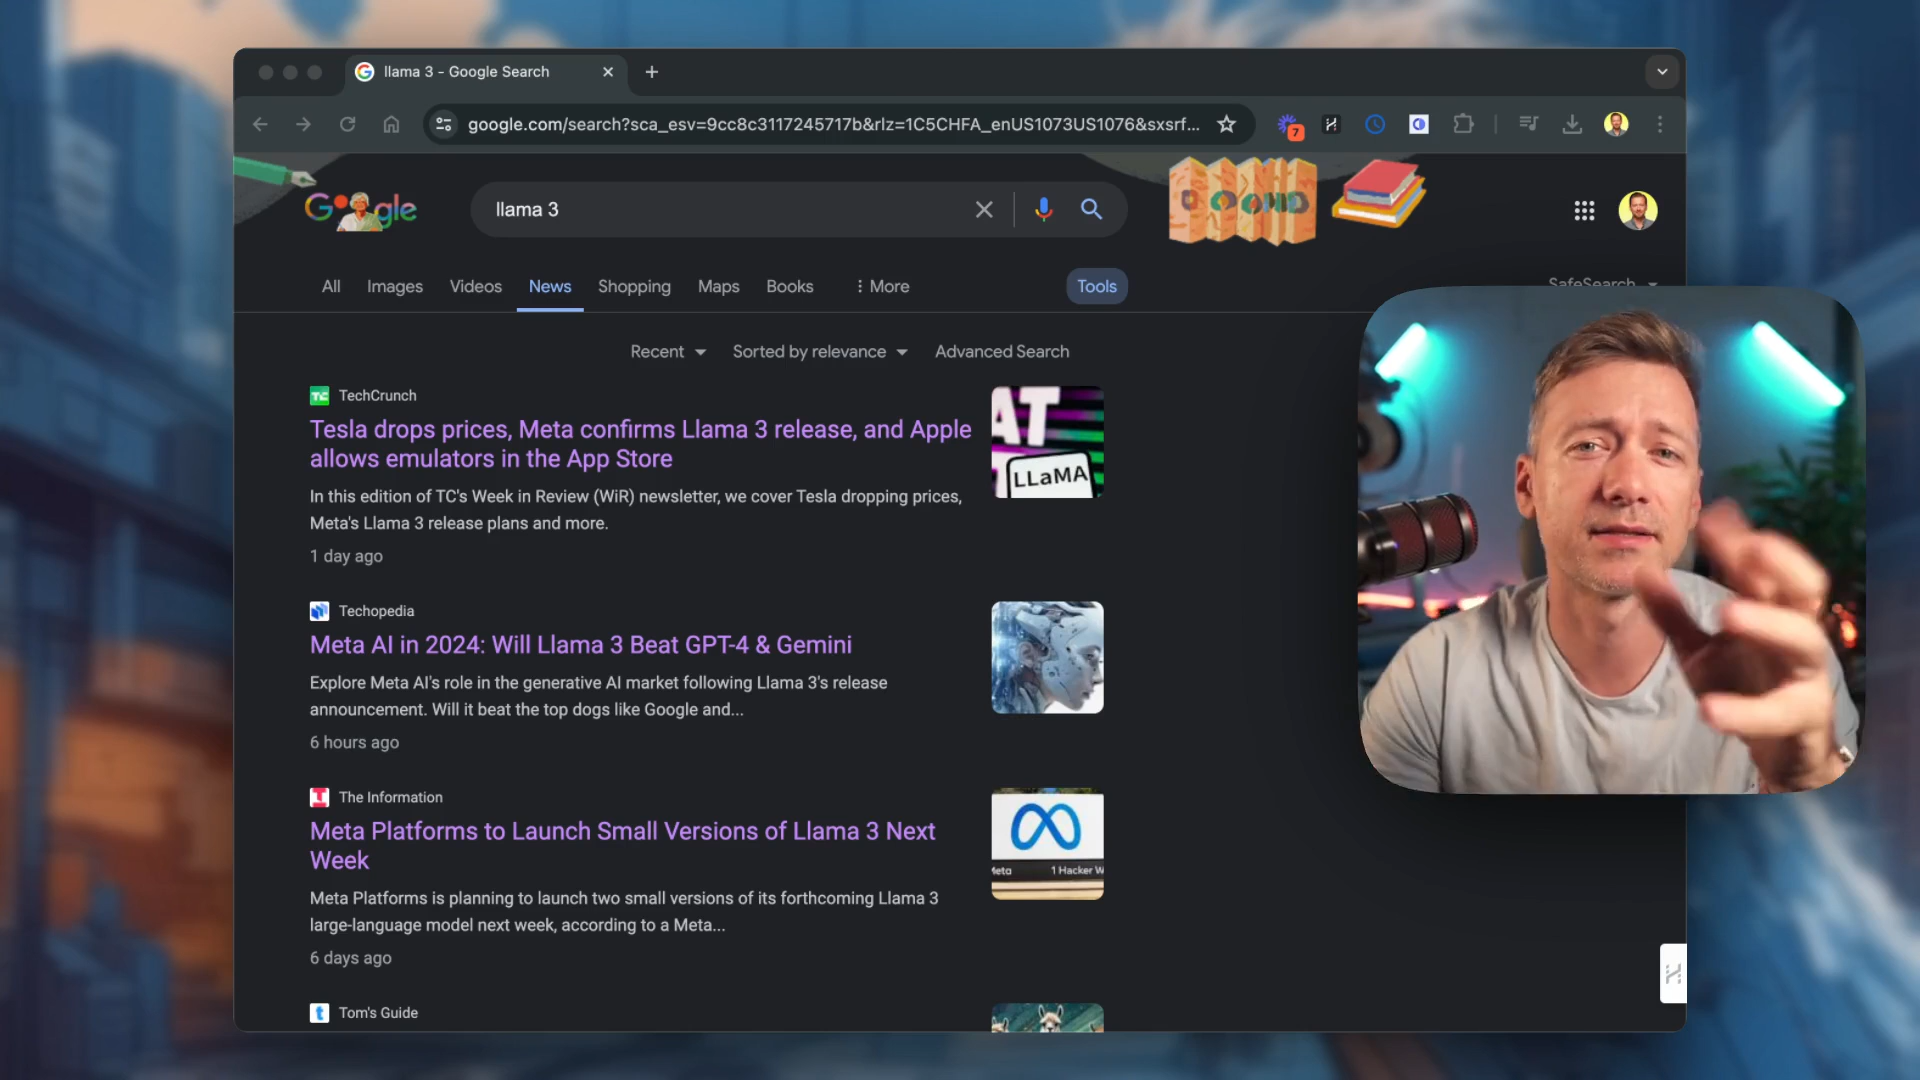 llama 3 - Google Search
google.com/search?sca_esv=9cc8c3117245717b&rlz=1C5CHFA_enUS1073US1076&sxsrf...
7
Google
llama 3
All Images Videos News Shopping Maps Books More Tools
SafeSearch
Recent Sorted by relevance Advanced Search
TechCrunch
Tesla drops prices, Meta confirms Llama 3 release, and Apple
allows emulators in the App Store
In this edition of TC's Week in Review (WiR) newsletter, we cover Tesla dropping prices,
Meta's Llama 3 release plans and more.
1 day ago
AT
LLaMA
Techopedia
Meta AI in 2024: Will Llama 3 Beat GPT-4 & Gemini
Explore Meta AI's role in the generative AI market following Llama 3's release
announcement. Will it beat the top dogs like Google and...
6 hours ago
The Information
Meta Platforms to Launch Small Versions of Llama 3 Next
Week
Meta Platforms is planning to launch two small versions of its forthcoming Llama 3
large-language model next week, according to a Meta...
6 days ago
Meta 1 Hacker W
Tom's Guide